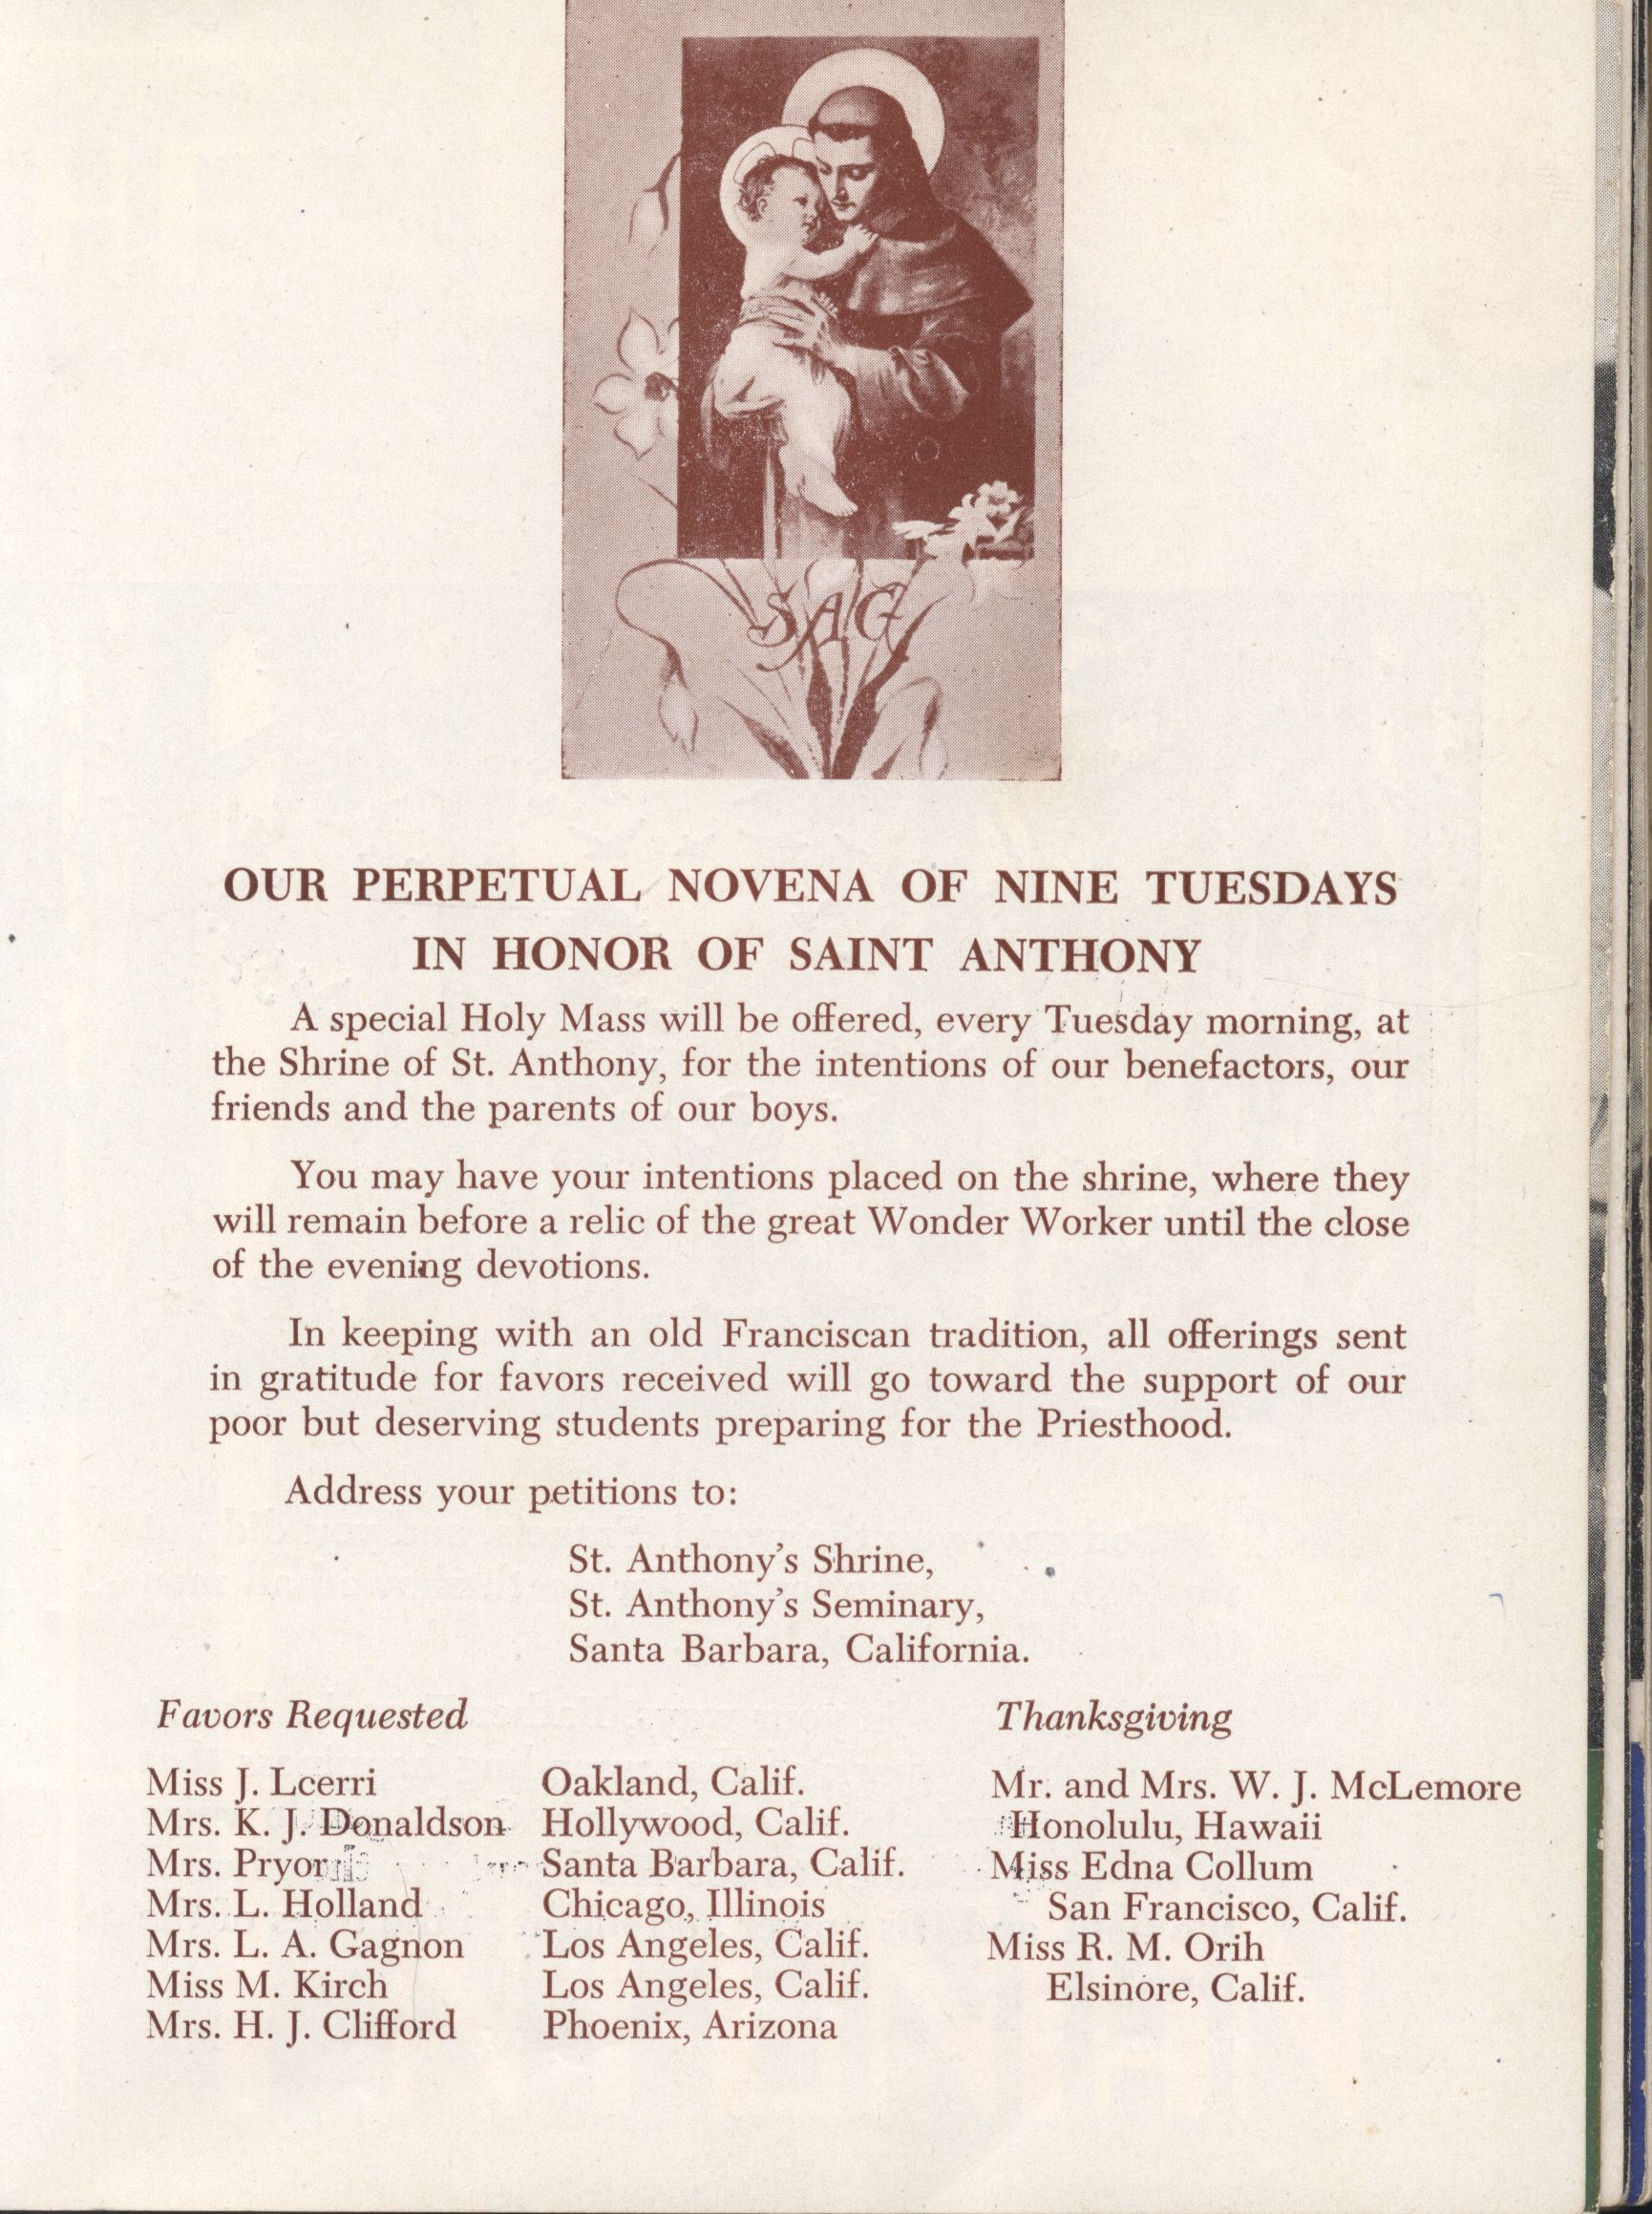 SAG
OUR PERPETUAL NOVENA OF NINE TUESDAYS
IN HONOR OF SAINT ANTHONY
A special Holy Mass will be offered, every Tuesday morning, at
the Shrine of St. Anthony, for the intentions of our benefactors, our
friends and the parents of our boys.
You may have your intentions placed on the shrine, where they
will remain before a relic of the great Wonder Worker until the close
of the evening devotions.
In keeping with an old Franciscan tradition, all offerings sent
in gratitude for favors received will go toward the support of our
poor but deserving students preparing for the Priesthood.
Address your petitions to:
St. Anthony's Shrine,
St. Anthony's Seminary,
Santa Barbara, California.
Favors Requested
Miss J. Lcerri Oakland, Calif.
Mrs. K. J. Donaldson Hollywood, Calif.
Mrs. Pryor Santa Barbara, Calif.
Mrs. L. Holland Chicago, Illinois
Mrs. L. A. Gagnon Los Angeles, Calif.
Miss M. Kirch Los Angeles, Calif.
Mrs. H. J. Clifford Phoenix, Arizona
Thanksgiving
Mr. and Mrs. W. J. McLemore
Honolulu, Hawaii
Miss Edna Collum
San Francisco, Calif.
Miss R. M. Orih
Elsinore, Calif.